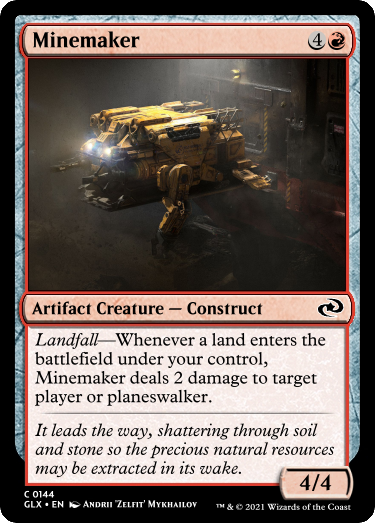 Minemaker 4
Artifact Creature — Construct
Landfall—Whenever a land enters the
battlefield under your control,
Minemaker deals 2 damage to target
player or planeswalker.
It leads the way, shattering through soil
and stone so the precious natural resources
may be extracted in its wake.
4/4
C 0144
GLX • EN Andrii 'Zelfit' Mykhailov
™ & © 2021 Wizards of the Coast